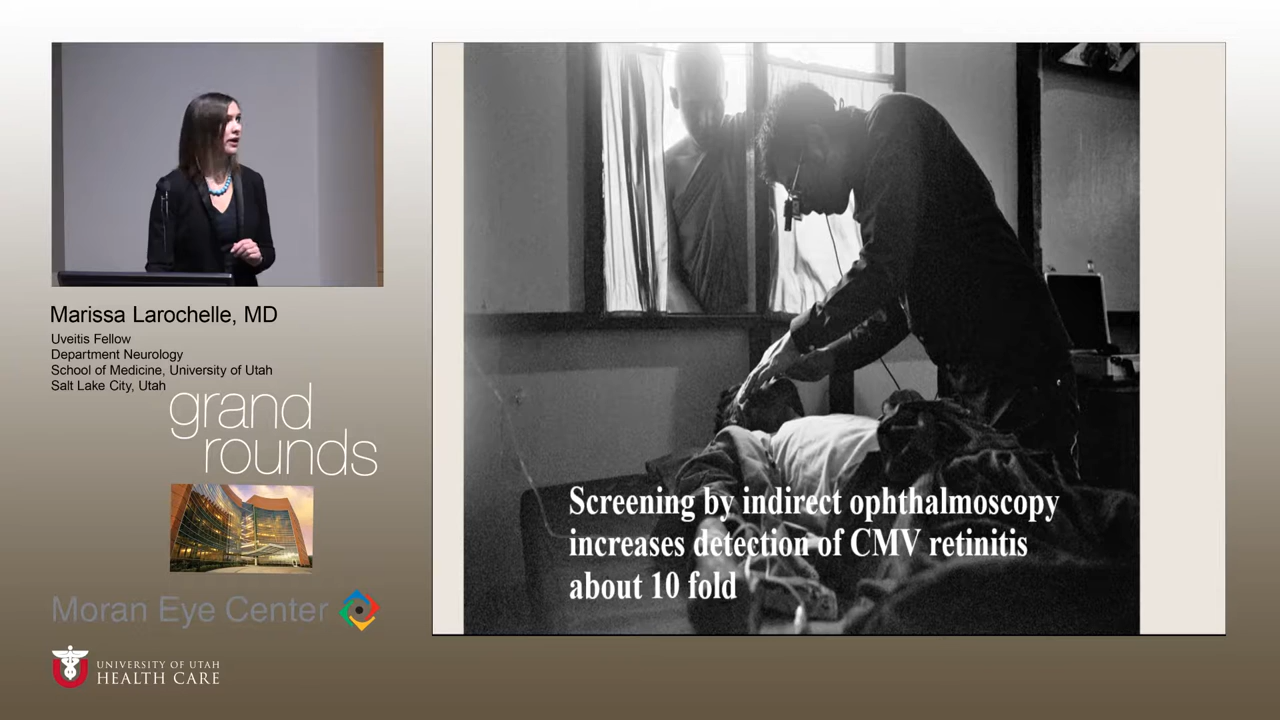 Marissa Larochelle, MD
Uveitis Fellow
Department Neurology
School of Medicine, University of Utah
Salt Lake City, Utah
grand
rounds
Moran Eye Center
UNIVERSITY OF UTAH
HEALTH CARE
Screening by indirect ophthalmoscopy
increases detection of CMV retinitis
about 10 fold